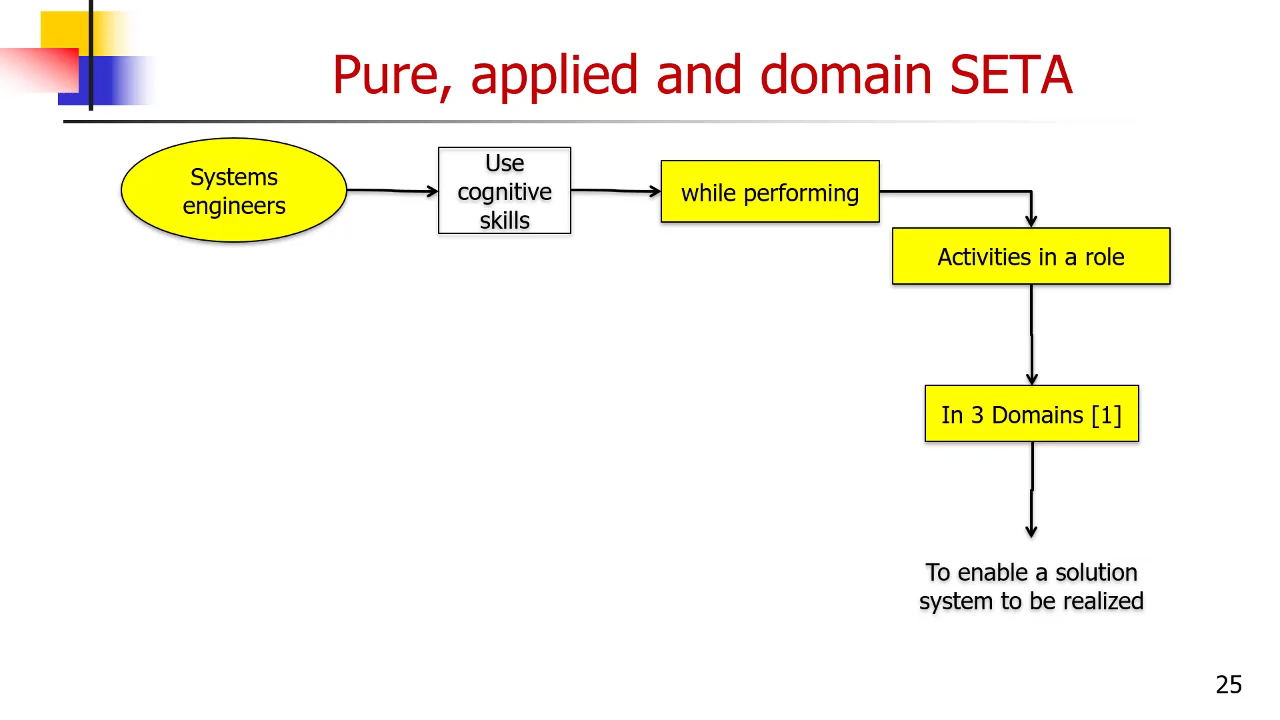 Pure, applied and domain SETA
Systems
engineers
Use
cognitive
skills
while performing
Activities in a role
In 3 Domains [1]
To enable a solution
system to be realized
25